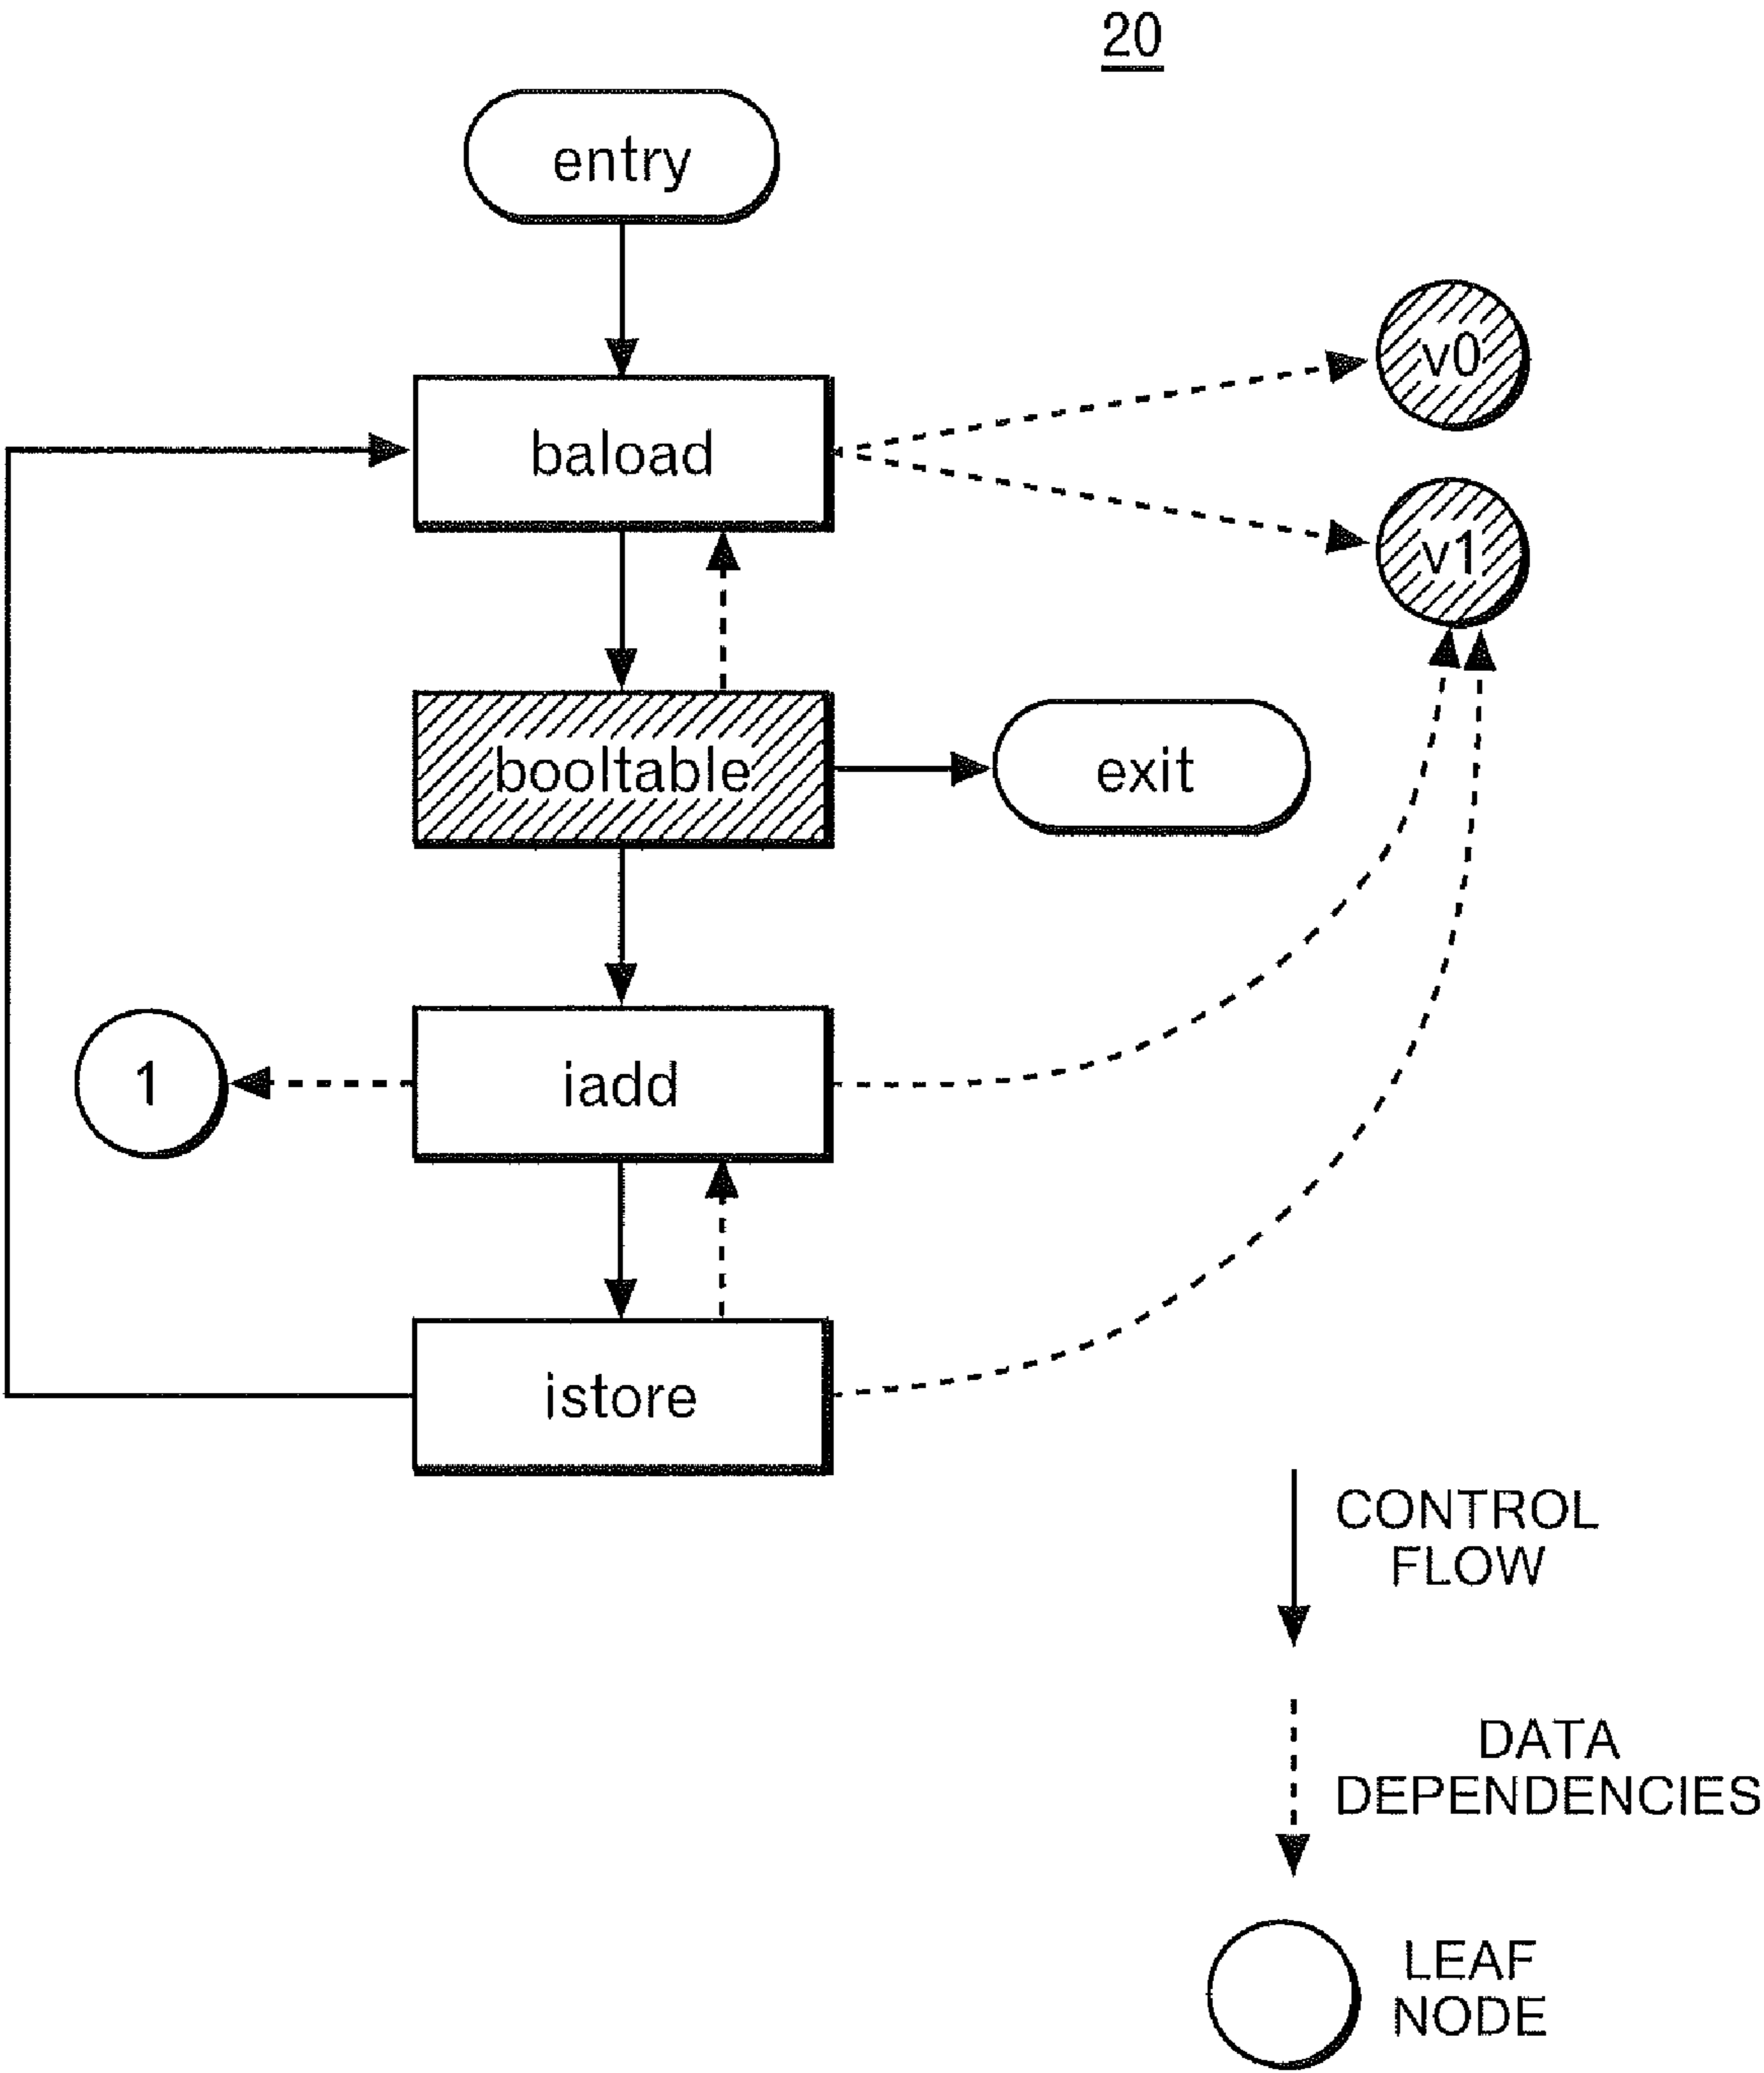 20
entry
v0
baload
v1
booltable
exit
1
iadd
istore
CONTROL
FLOW
DATA
DEPENDENCIES
LEAF
NODE